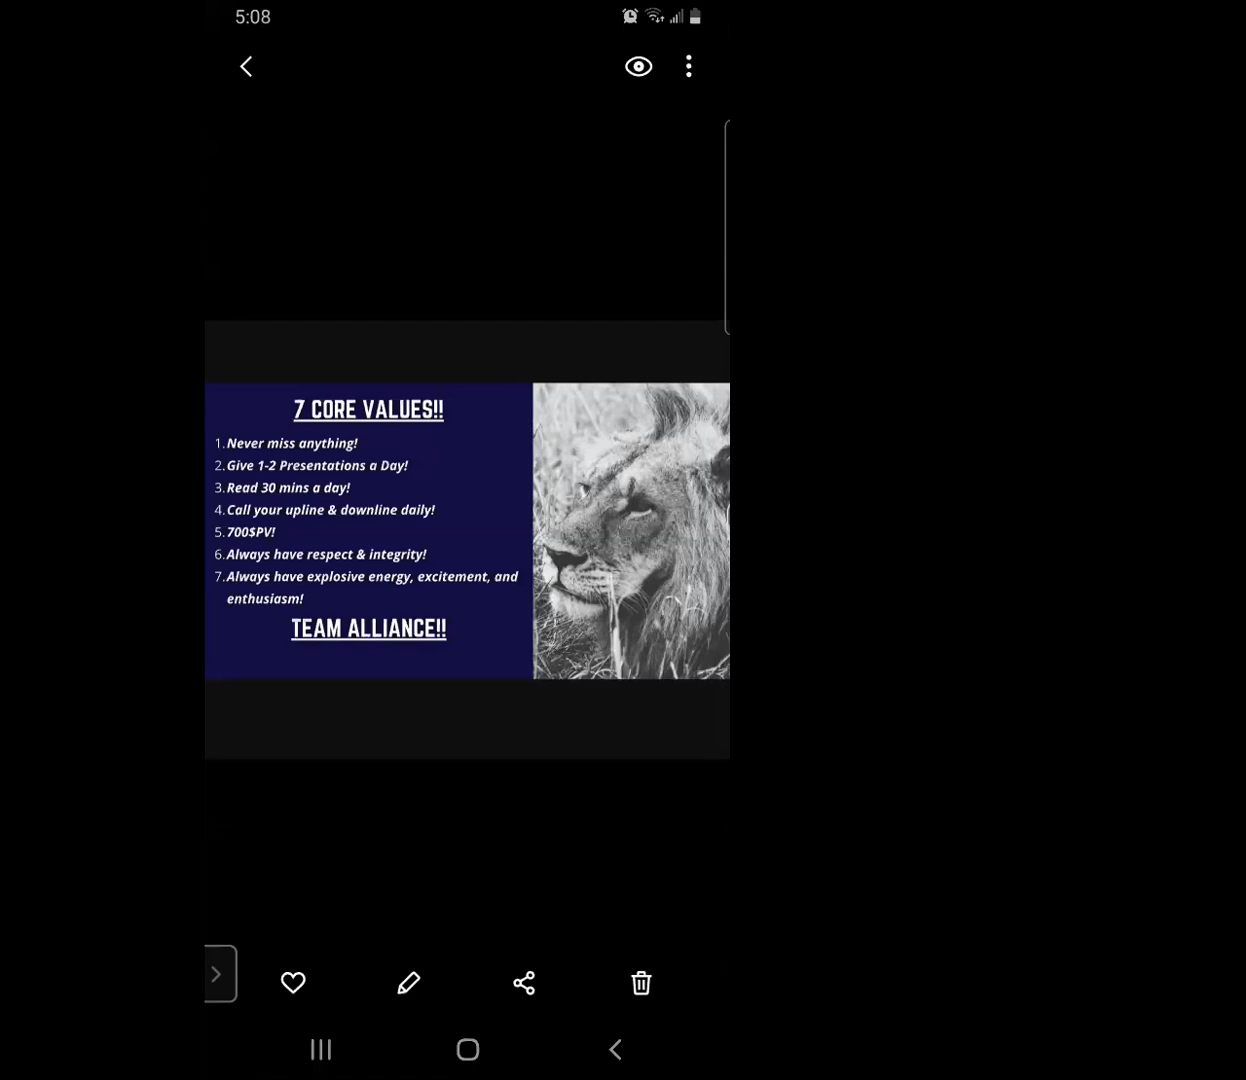 5:08
7 CORE VALUES!!
1. Never miss anything!
2. Give 1-2 Presentations a Day!
3. Read 30 mins a day!
4. Call your upline & downline daily!
5. 700$PV!
6. Always have respect & integrity!
7. Always have explosive energy, excitement, and
enthusiasm!
TEAM ALLIANCE!!